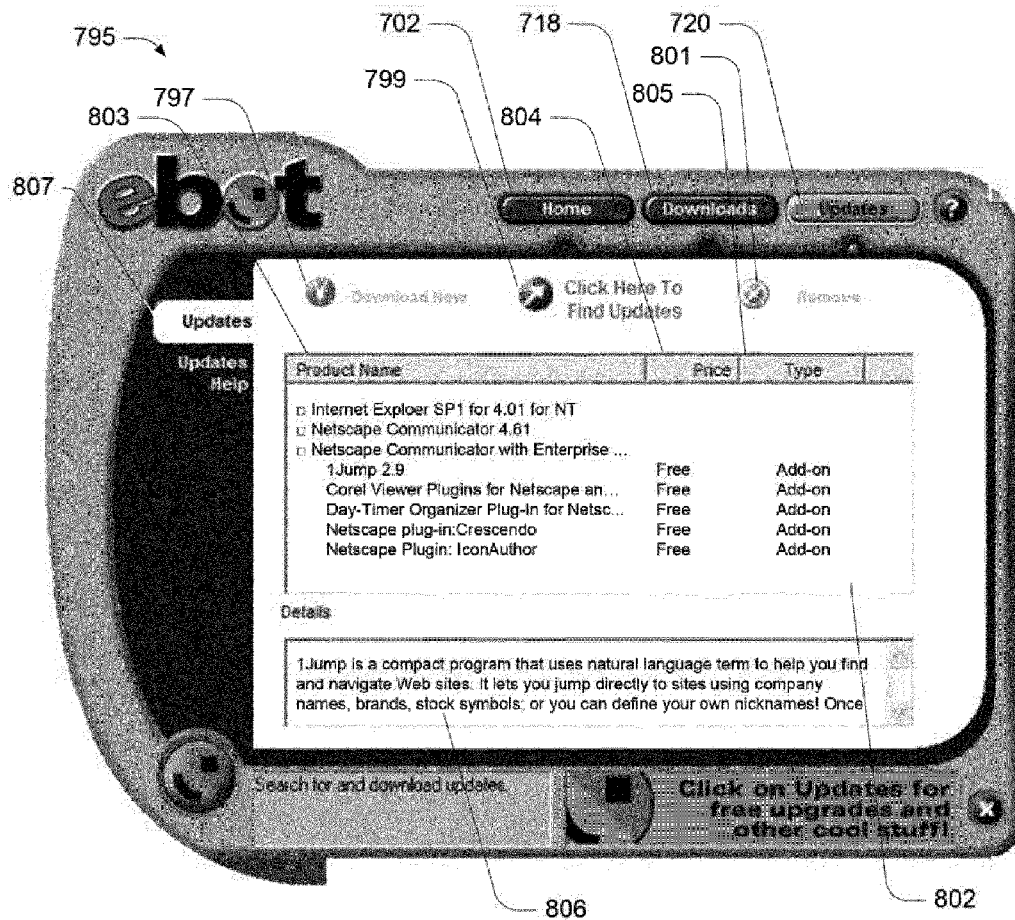 702
718
720
795
799
801
797
804
805
803
807
ebot
Home
Downloads
Updates
?
Download Now
Click Here To
Find Updates
Remove
Updates
Updates
Help
Product Name
Price
Type
Internet Exploer SP1 for 4.01 for NT
Netscape Communicator 4.61
Netscape Communicator with Enterprise ...
1Jump 2.9 Free Add-on
Corel Viewer Plugins for Netscape an... Free Add-on
Day-Timer Organizer Plug-In for Netsc... Free Add-on
Netscape plug-in:Crescendo Free Add-on
Netscape Plugin: IconAuthor Free Add-on
Details
1Jump is a compact program that uses natural language term to help you find
and navigate Web sites. It lets you jump directly to sites using company
names, brands, stock symbols; or you can define your own nicknames! Once
Search for and download updates.
Click on Updates for
free upgrades and
other cool stuff!
806
802